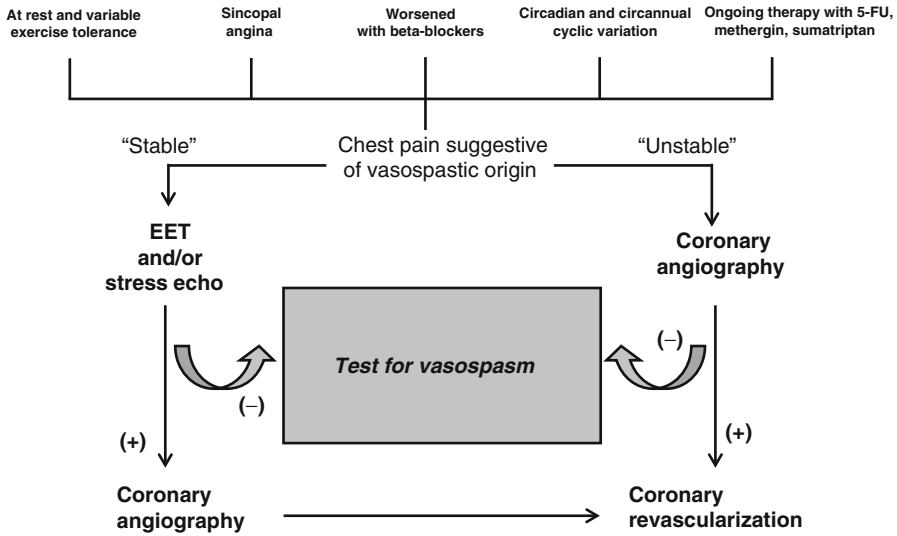 At rest and variable
exercise tolerance
Sincopal
angina
Worsened
with beta-blockers
Circadian and circannual
cyclic variation
Ongoing therapy with 5-FU,
methergin, sumatriptan
“Stable”
Chest pain suggestive
of vasospastic origin
“Unstable”
EET
and/or
stress echo
Coronary
angiography
Test for vasospasm
(–)
(–)
(+)
(+)
Coronary
angiography
Coronary
revascularization